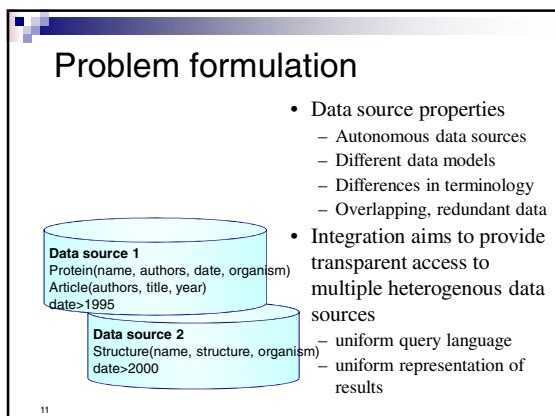 Problem formulation
• Data source properties
– Autonomous data sources
– Different data models
– Differences in terminology
– Overlapping, redundant data
• Integration aims to provide
transparent access to
multiple heterogenous data
sources
– uniform query language
– uniform representation of
results
Data source 1
Protein(name, authors, date, organism)
Article(authors, title, year)
date>1995
Data source 2
Structure(name, structure, organism)
date>2000
11